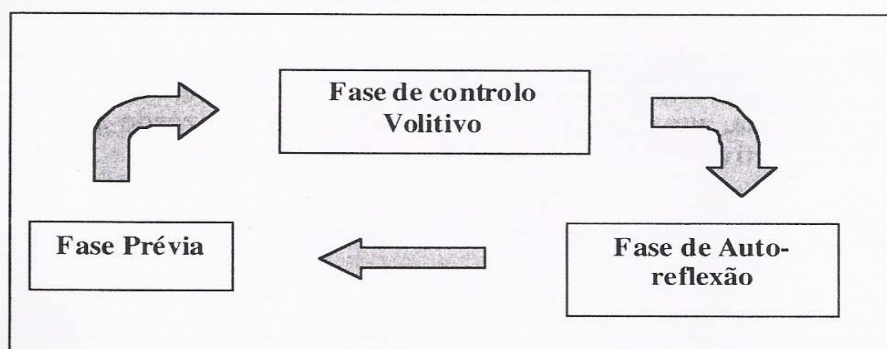 Fase de controlo
Volitivo
Fase Prévia
Fase de Auto-
reflexão